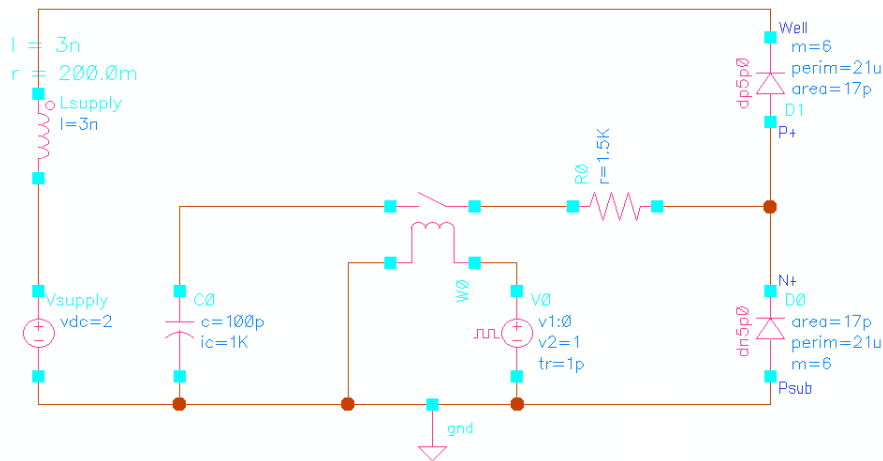 l = 3n
r = 200.0m
Lsupply
l=3n
Well
m=6
perim=21u
area=17p
dp5p0
D1
P+
R0
r=1.5K
Vsupply
vdc=2
C0
c=100p
ic=1K
W0
V0
v1:0
v2=1
tr=1p
N+
D0
dn5p0
area=17p
perim=21u
m=6
Psub
gnd